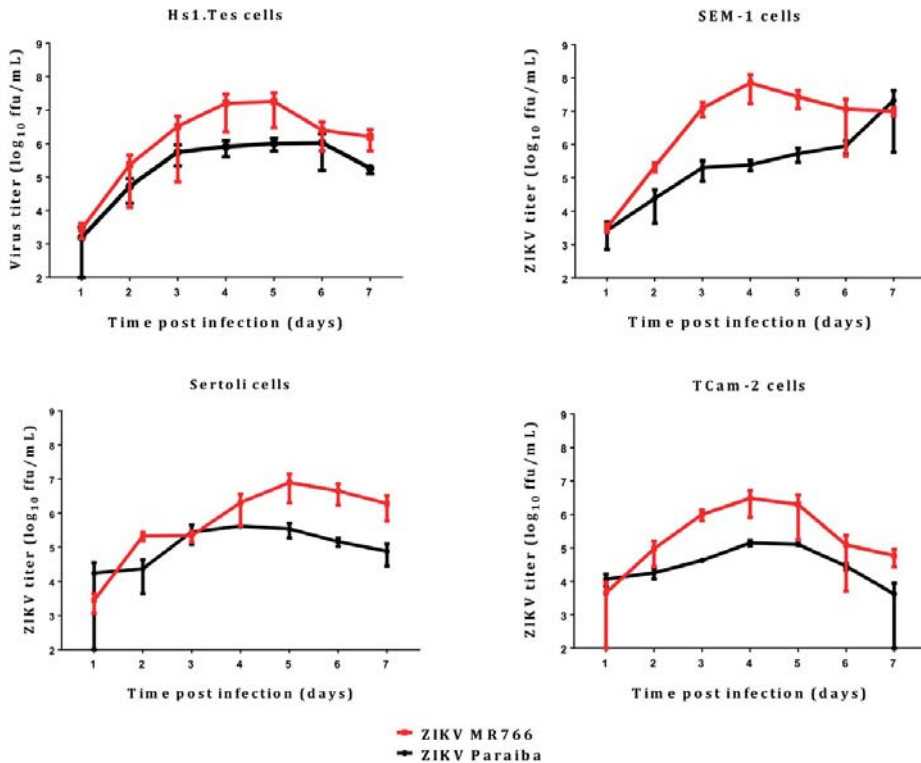 Hs1.Tes cells
Virus titer (log10 ffu/mL)
9
8
7
6
5
4
3
2
1 2 3 4 5 6 7
Time post infection (days)
SEM-1 cells
ZIKV titer (log10 ffu/mL)
9
8
7
6
5
4
3
2
1 2 3 4 5 6 7
Time post infection (days)
Sertoli cells
ZIKV titer (log10 ffu/mL)
9
8
7
6
5
4
3
2
1 2 3 4 5 6 7
Time post infection (days)
TCam-2 cells
ZIKV titer (log10 ffu/mL)
9
8
7
6
5
4
3
2
1 2 3 4 5 6 7
Time post infection (days)
ZIKV MR766
ZIKV Paraiba